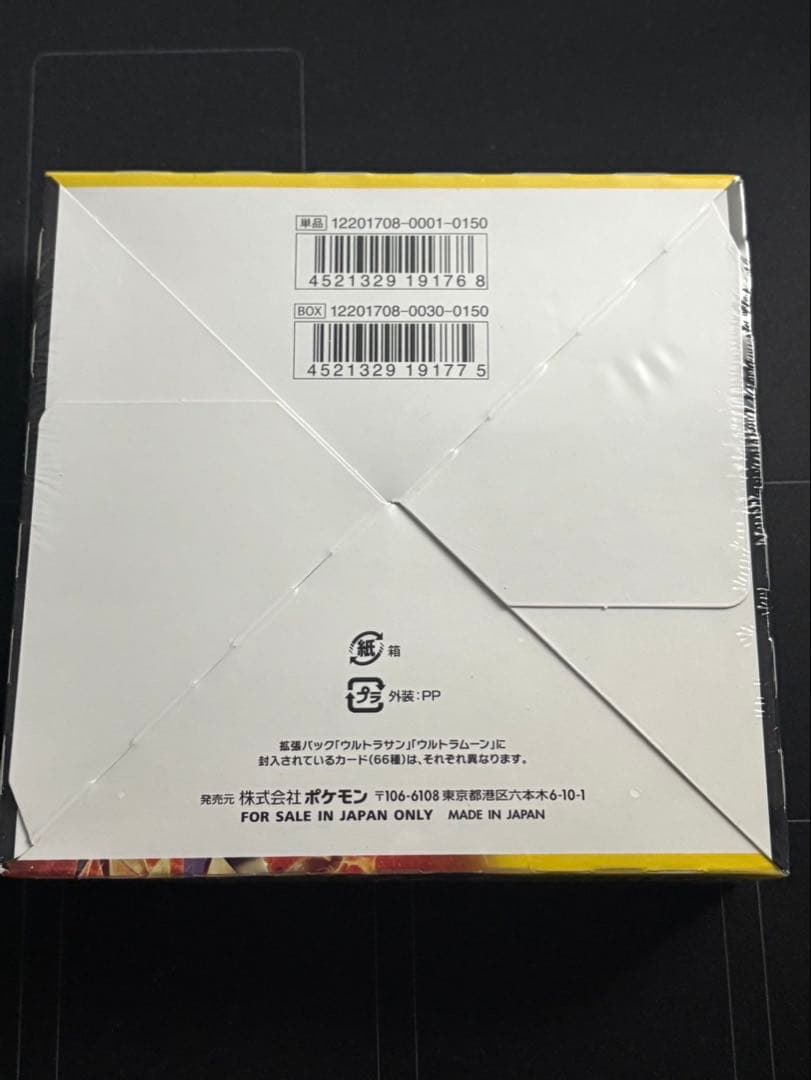 単品 12201708-0001-0150
4521329 191768
BOX 12201708-0030-0150
4521329 191775
紙 箱
プラ 外装:PP
拡張パック「ウルトラサン」「ウルトラムーン」に
封入されているカード(66種)は、それぞれ異なります。
発売元 株式会社 ポケモン 〒106-6108 東京都港区六本木6-10-1
FOR SALE IN JAPAN ONLY MADE IN JAPAN